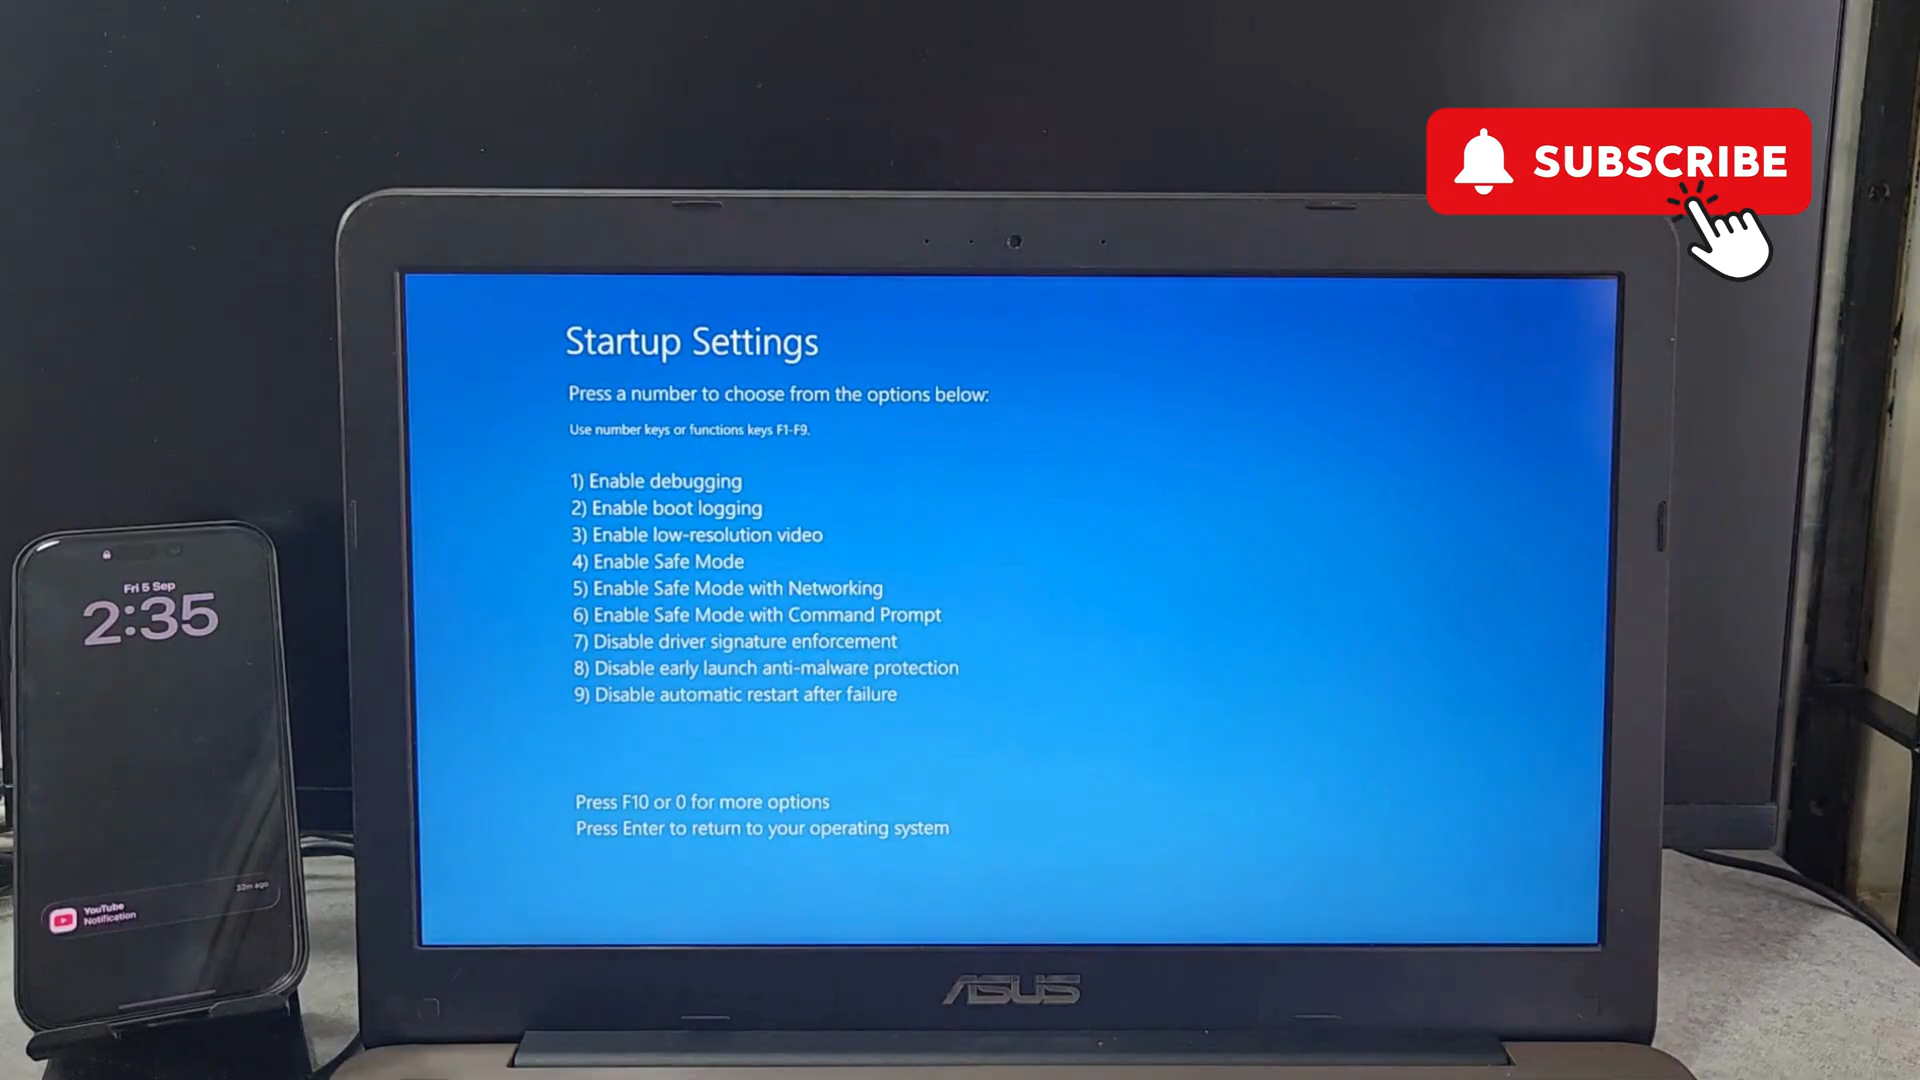 SUBSCRIBE
Startup Settings
Press a number to choose from the options below:
Use number keys or functions keys F1-F9.
1) Enable debugging
2) Enable boot logging
3) Enable low-resolution video
4) Enable Safe Mode
5) Enable Safe Mode with Networking
6) Enable Safe Mode with Command Prompt
7) Disable driver signature enforcement
8) Disable early launch anti-malware protection
9) Disable automatic restart after failure
Press F10 or 0 for more options
Press Enter to return to your operating system
ASUS
Fri 5 Sep
2:35
32m ago
YouTube
Notification